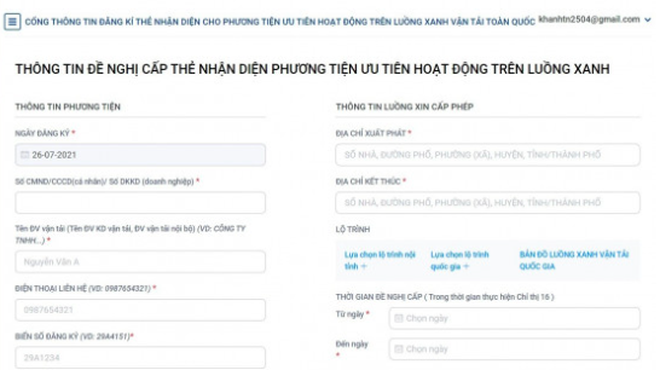 CỔNG THÔNG TIN ĐĂNG KÍ THẺ NHẬN DIỆN CHO PHƯƠNG TIỆN ƯU TIÊN HOẠT ĐỘNG TRÊN LUỒNG XANH VẬN TẢI TOÀN QUỐC khanhtn2504@gmail.com
THÔNG TIN ĐỀ NGHỊ CẤP THẺ NHẬN DIỆN PHƯƠNG TIỆN ƯU TIÊN HOẠT ĐỘNG TRÊN LUỒNG XANH
THÔNG TIN PHƯƠNG TIỆN
NGÀY ĐĂNG KÝ *
26-07-2021
Số CMND/CCCD(cá nhân)/ Số DKKD (doanh nghiệp) *
Tên ĐV vận tải (Tên ĐV KD vận tải, ĐV vận tải nội bộ) (VD: CÔNG TY
TNHH...) *
Nguyễn Văn A
ĐIỆN THOẠI LIÊN HỆ (VD: 0987654321) *
0987654321
BIỂN SỐ ĐĂNG KÝ (VD: 29A4151) *
29A1234
THÔNG TIN LUỒNG XIN CẤP PHÉP
ĐỊA CHỈ XUẤT PHÁT *
SỐ NHÀ, ĐƯỜNG PHỐ, PHƯỜNG (XÃ), HUYỆN, TỈNH/THÀNH PHỐ
ĐỊA CHỈ KẾT THÚC *
SỐ NHÀ, ĐƯỜNG PHỐ, PHƯỜNG (XÃ), HUYỆN, TỈNH/THÀNH PHỐ
LỘ TRÌNH
Lựa chọn lộ trình nội
tỉnh +
Lựa chọn lộ trình
quốc gia +
BẢN ĐỒ LUỒNG XANH VẬN TẢI
QUỐC GIA
THỜI GIAN ĐỀ NGHỊ CẤP ( Trong thời gian thực hiện Chỉ thị 16 )
Từ ngày *
Chọn ngày
Đến ngày
*
Chọn ngày